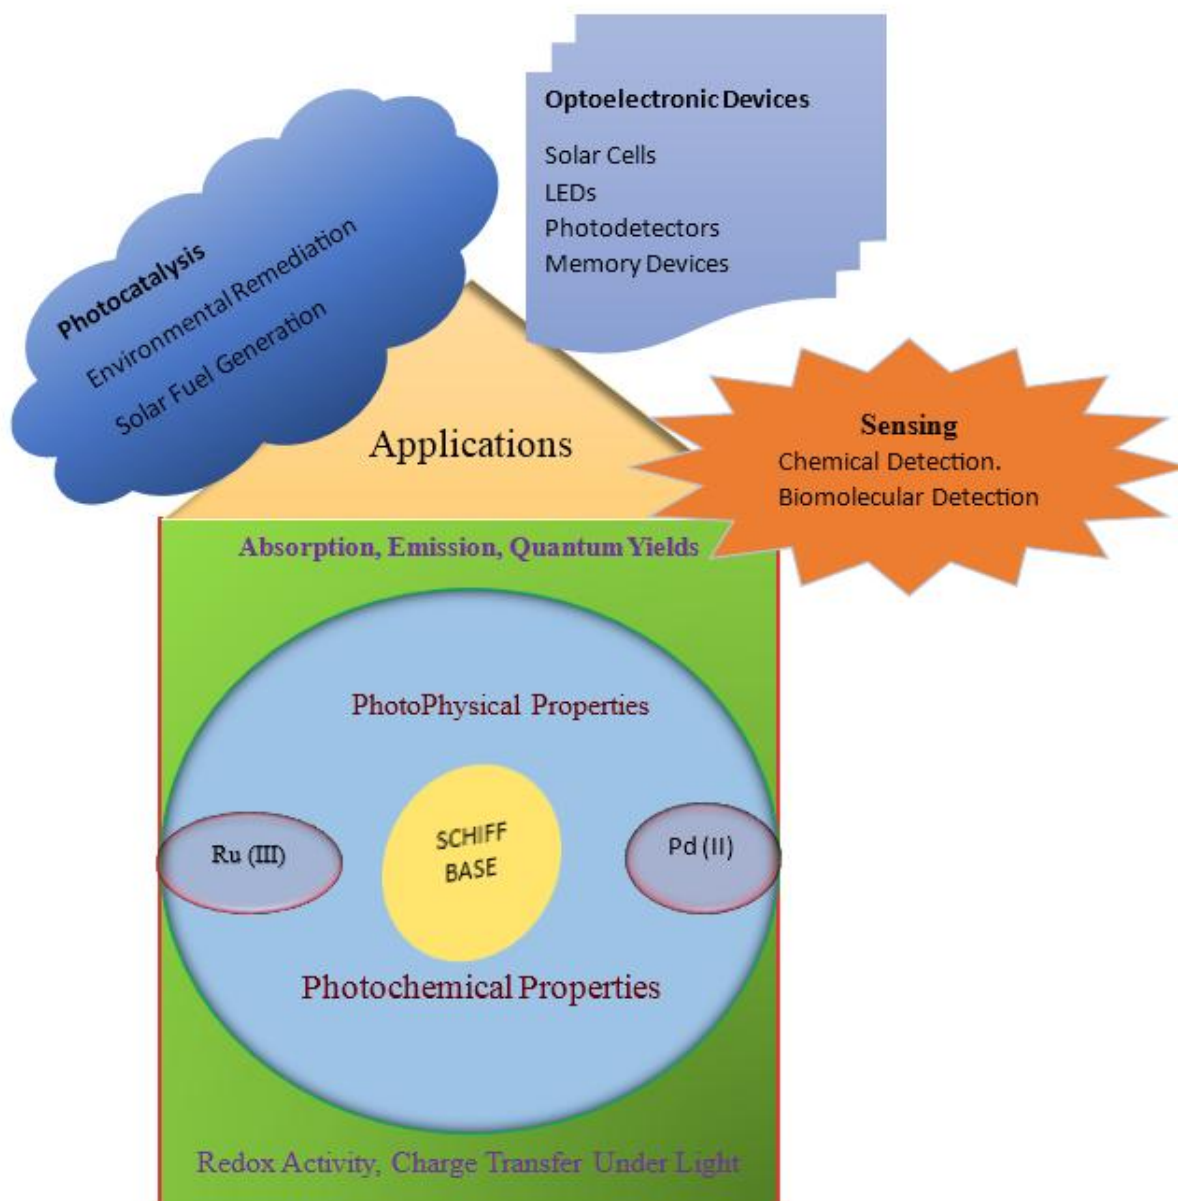 Optoelectronic Devices
Solar Cells
LEDs
Photodetectors
Memory Devices
Photocatalysis
Environmental Remediation
Solar Fuel Generation
Applications
Sensing
Chemical Detection.
Biomolecular Detection
Absorption, Emission, Quantum Yields
PhotoPhysical Properties
Ru (III)
SCHIFF
BASE
Pd (II)
Photochemical Properties
Redox Activity, Charge Transfer Under Light